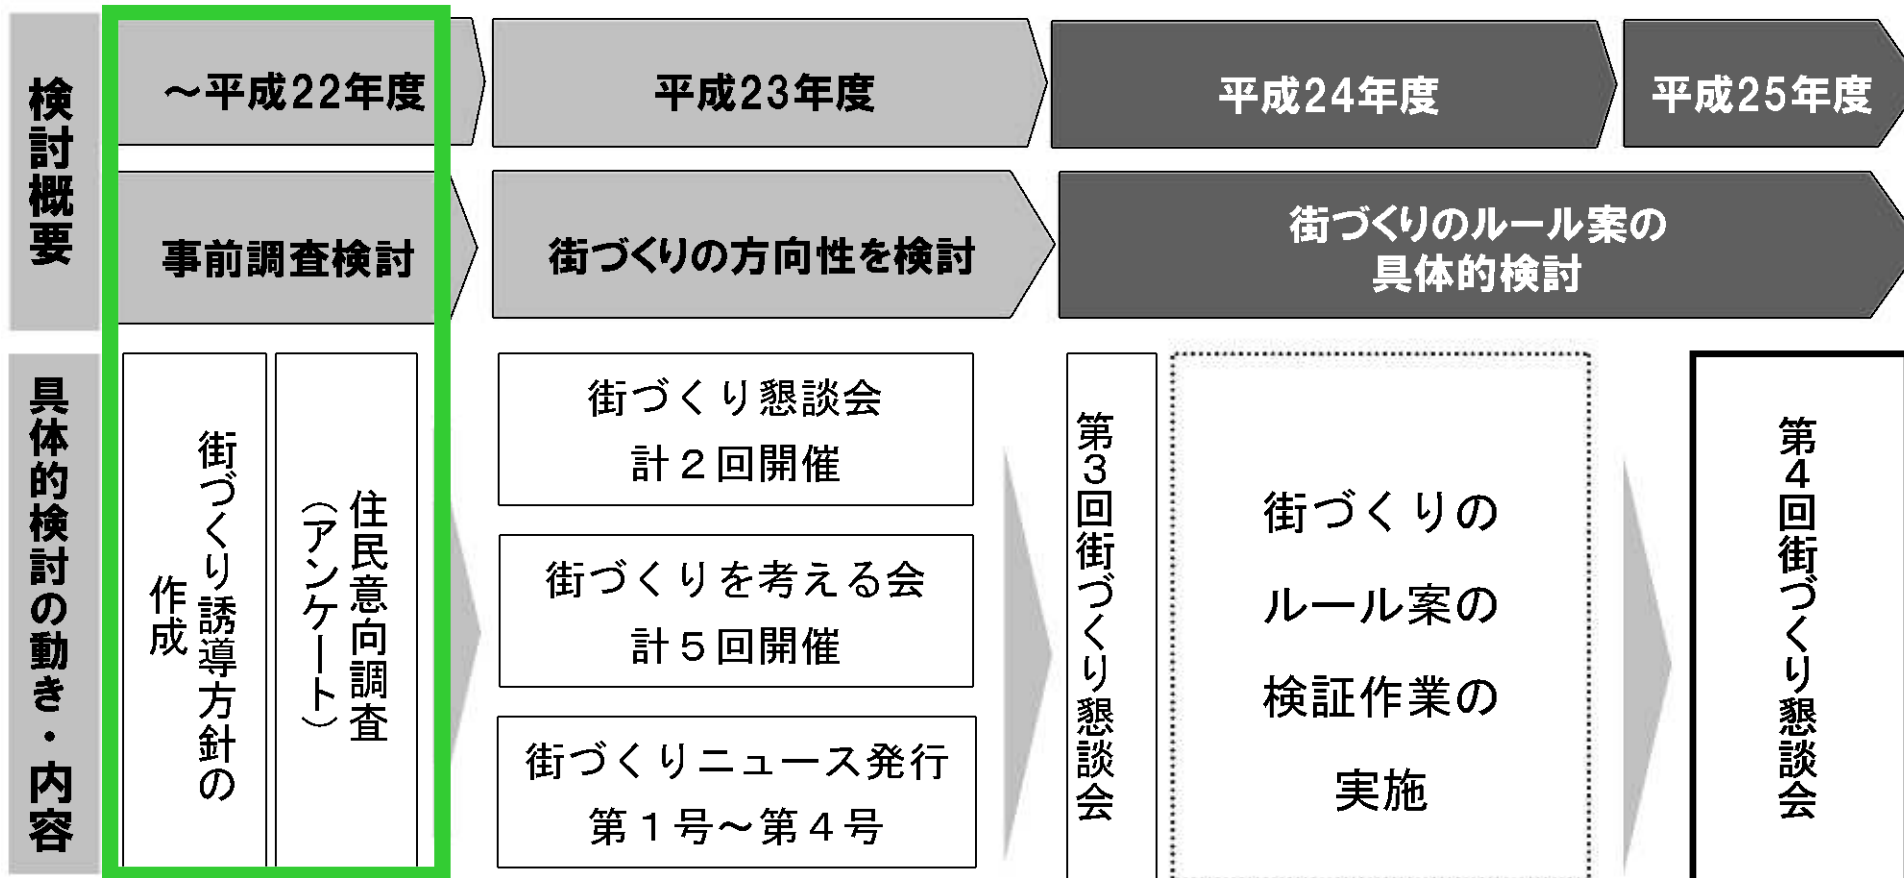 検討概要
～平成22年度
平成23年度
平成24年度
平成25年度
事前調査検討
街づくりの方向性を検討
街づくりのルール案の
具体的検討
具体的検討の動き・内容
街づくり誘導方針の
作成
住民意向調査
（アンケート）
街づくり懇談会
計２回開催
街づくりを考える会
計５回開催
街づくりニュース発行
第１号～第４号
第３回街づくり懇談会
街づくりの
ルール案の
検証作業の
実施
第４回街づくり懇談会